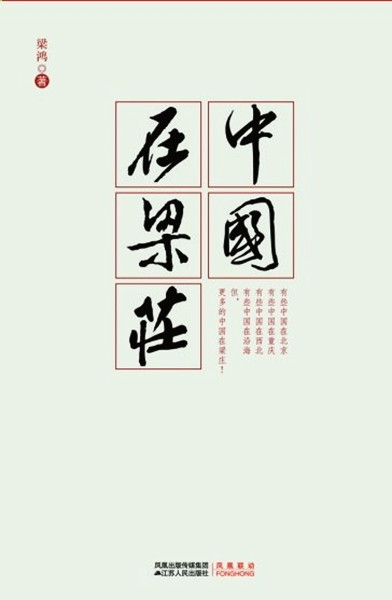 梁鸿◎著
中國
在梁莊
有些中国在北京
有些中国在重庆
有些中国在西北
有些中国在沿海
但，
更多的中国在梁庄！
凤凰出版传媒集团
江苏人民出版社
凤凰联动
FONGHONG